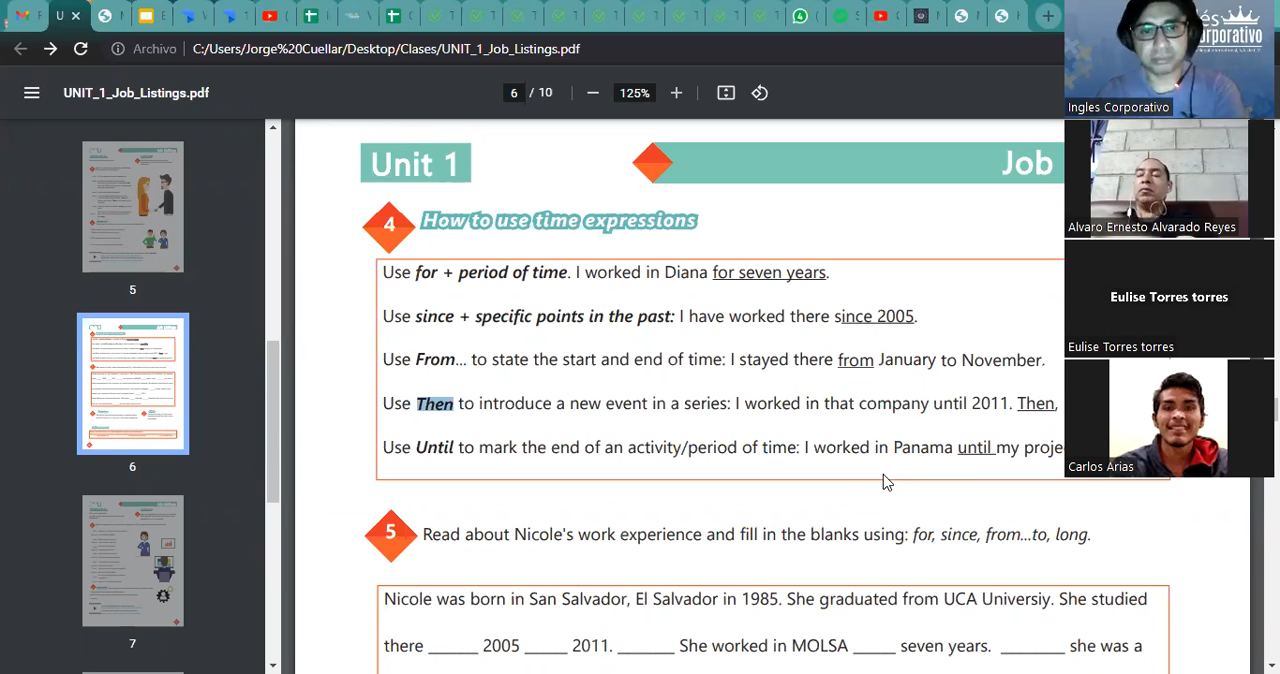 U
Archivo
C:/Users/Jorge%20Cuellar/Desktop/Clases/UNIT_1_Job_Listings.pdf
UNIT_1_Job_Listings.pdf
6 / 10
125%
5
6
7
Unit 1
Job
4
How to use time expressions
Use for + period of time. I worked in Diana for seven years.
Use since + specific points in the past: I have worked there since 2005.
Use From... to state the start and end of time: I stayed there from January to November.
Use Then to introduce a new event in a series: I worked in that company until 2011. Then,
Use Until to mark the end of an activity/period of time: I worked in Panama until my proje
5
Read about Nicole's work experience and fill in the blanks using: for, since, from...to, long.
Nicole was born in San Salvador, El Salvador in 1985. She graduated from UCA Universiy. She studied
there ______ 2005 _____ 2011. _______ She worked in MOLSA _____ seven years. ________ she was a
és
orporativo
Ingles Corporativo
Alvaro Ernesto Alvarado Reyes
Eulise Torres torres
Eulise Torres torres
Carlos Arias